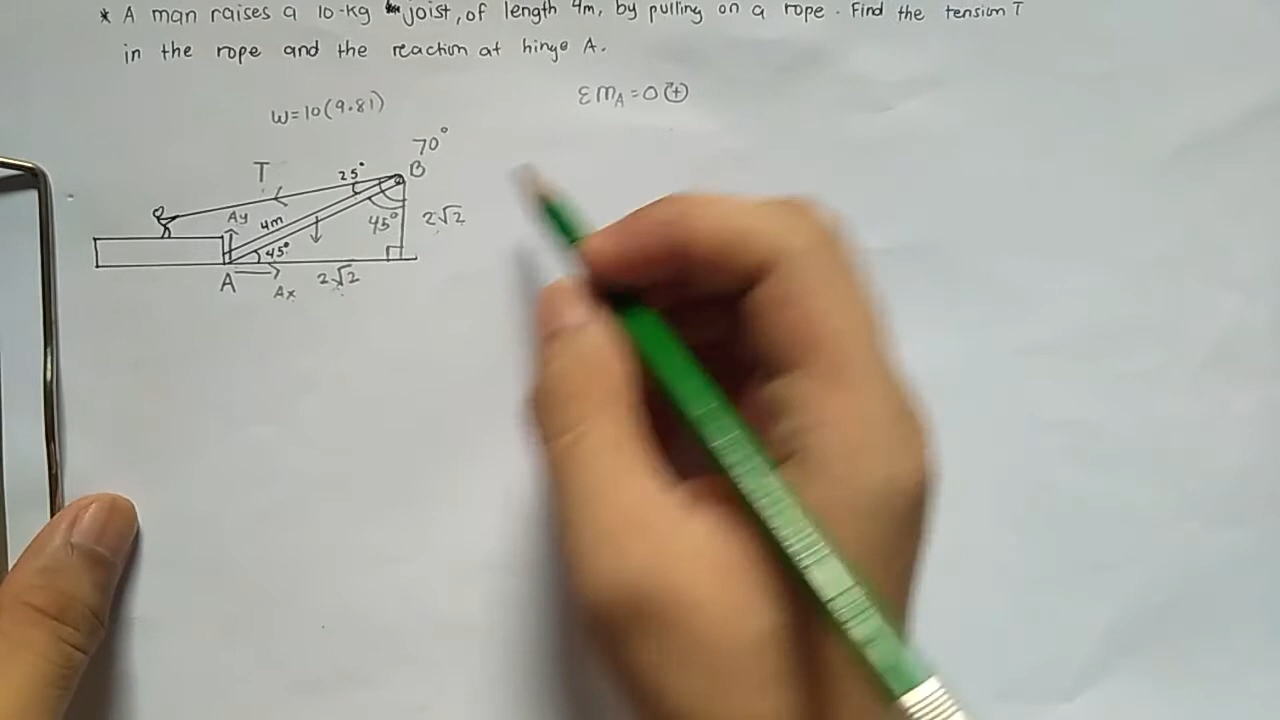 * A man raises a 10-kg joist, of length 4m, by pulling on a rope. Find the tension T
in the rope and the reaction at hinge A.
ΣM_A=0 (+)
W=10(9.81)
70°
T
25°
B
Ay
4m
45°
2√2
45°
A
Ax
2√2